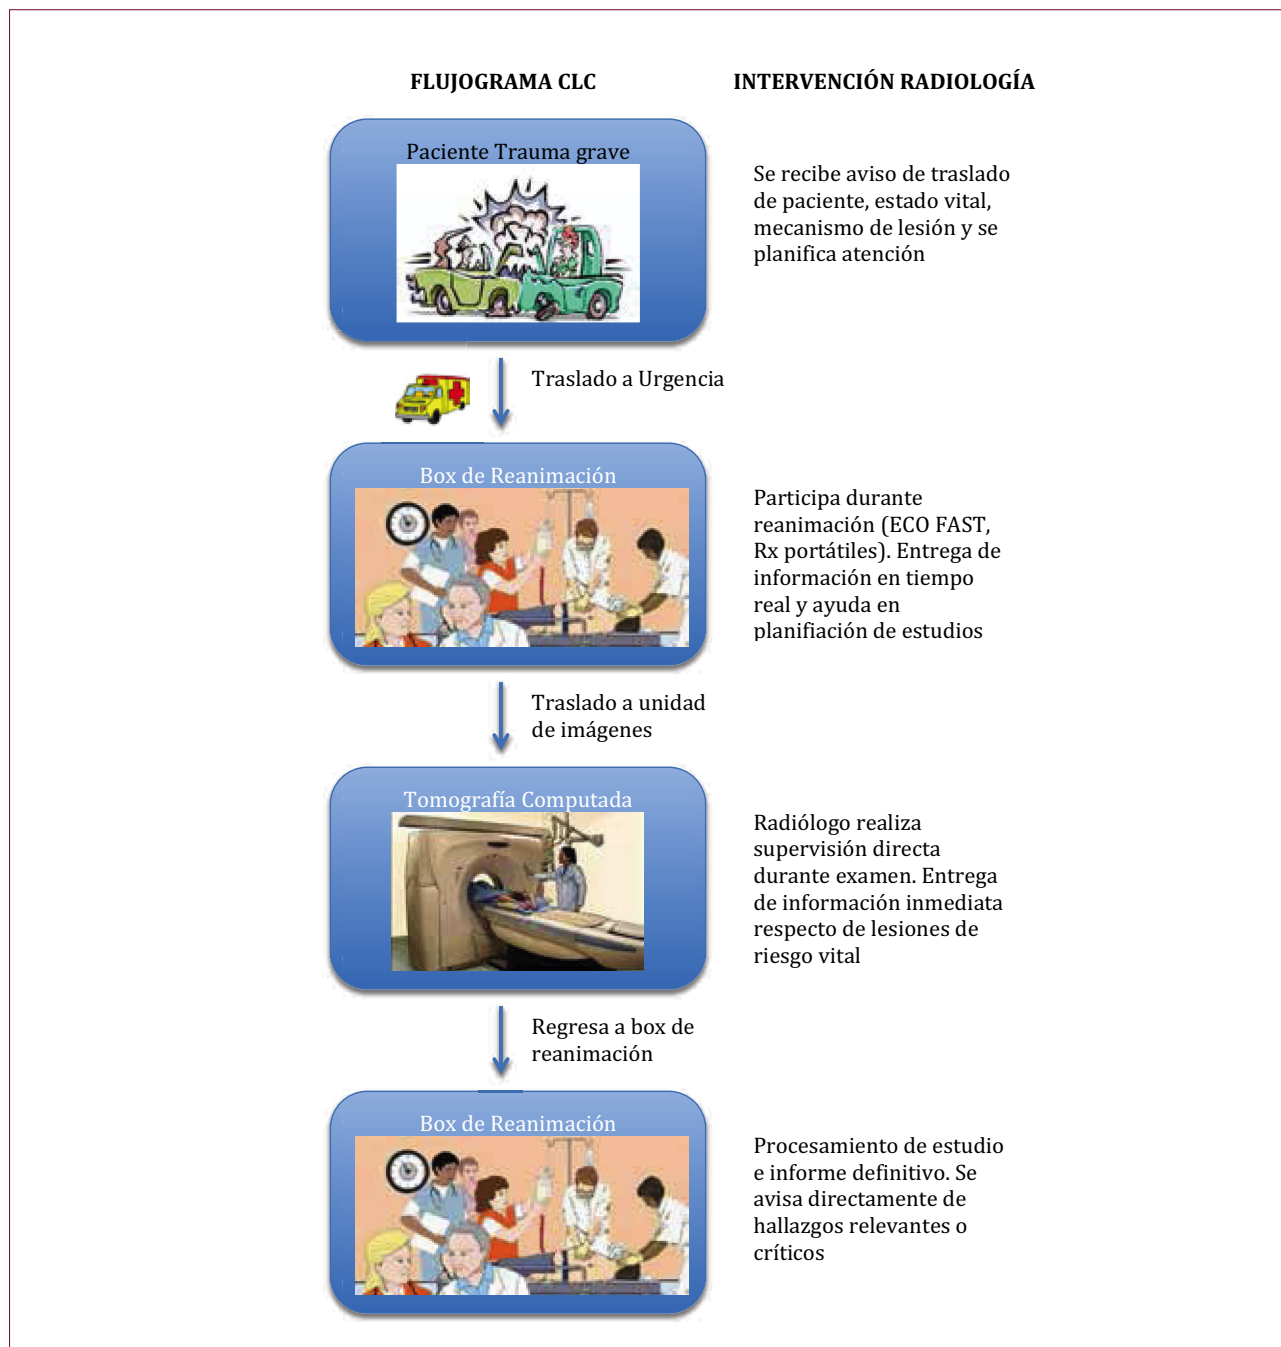 FLUJOGRAMA CLC
INTERVENCIÓN RADIOLOGÍA
Paciente Trauma grave
Se recibe aviso de traslado
de paciente, estado vital,
mecanismo de lesión y se
planifica atención
Traslado a Urgencia
Box de Reanimación
Participa durante
reanimación (ECO FAST,
Rx portátiles). Entrega de
información en tiempo
real y ayuda en
planifiación de estudios
Traslado a unidad
de imágenes
Tomografía Computada
Radiólogo realiza
supervisión directa
durante examen. Entrega
de información inmediata
respecto de lesiones de
riesgo vital
Regresa a box de
reanimación
Box de Reanimación
Procesamiento de estudio
e informe definitivo. Se
avisa directamente de
hallazgos relevantes o
críticos